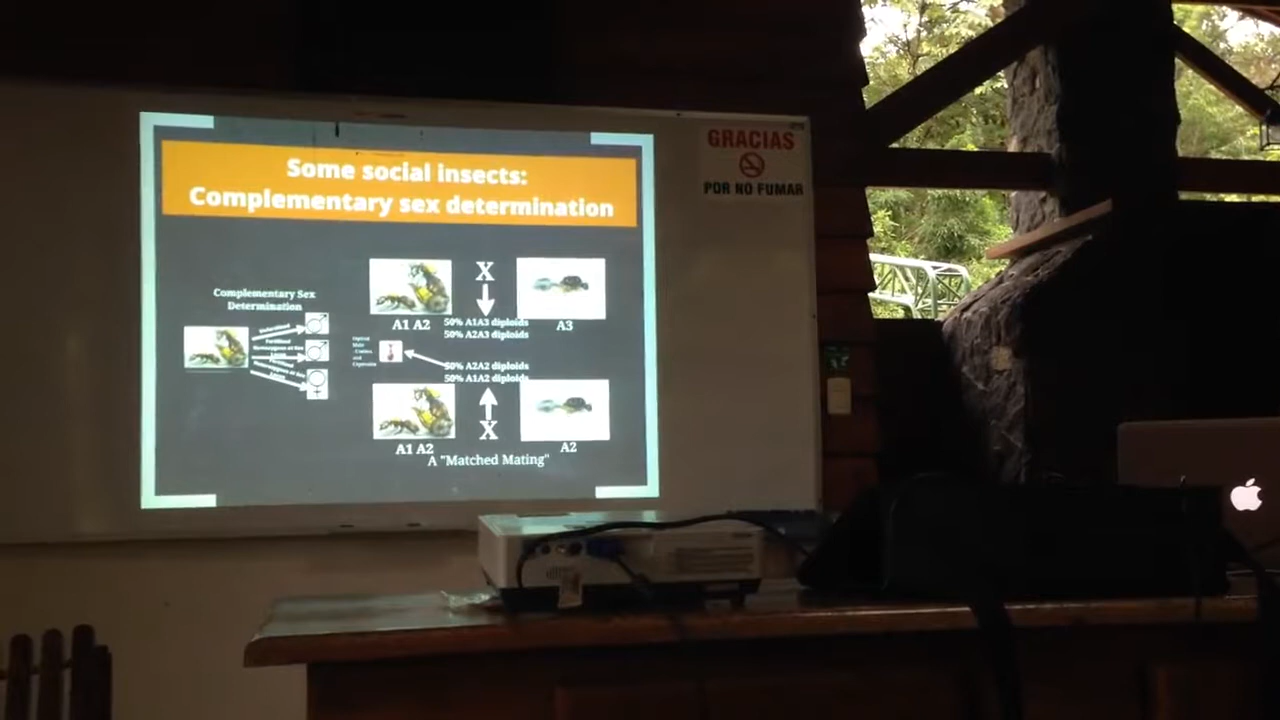 Some social insects:
Complementary sex determination
GRACIAS
POR NO FUMAR
Complementary Sex
Determination
X
A1 A2
50% A1A3 diploids
50% A2A3 diploids
A3
Fertilized
50% A2A2 diploids
50% A1A2 diploids
X
A1 A2
A2
A "Matched Mating"